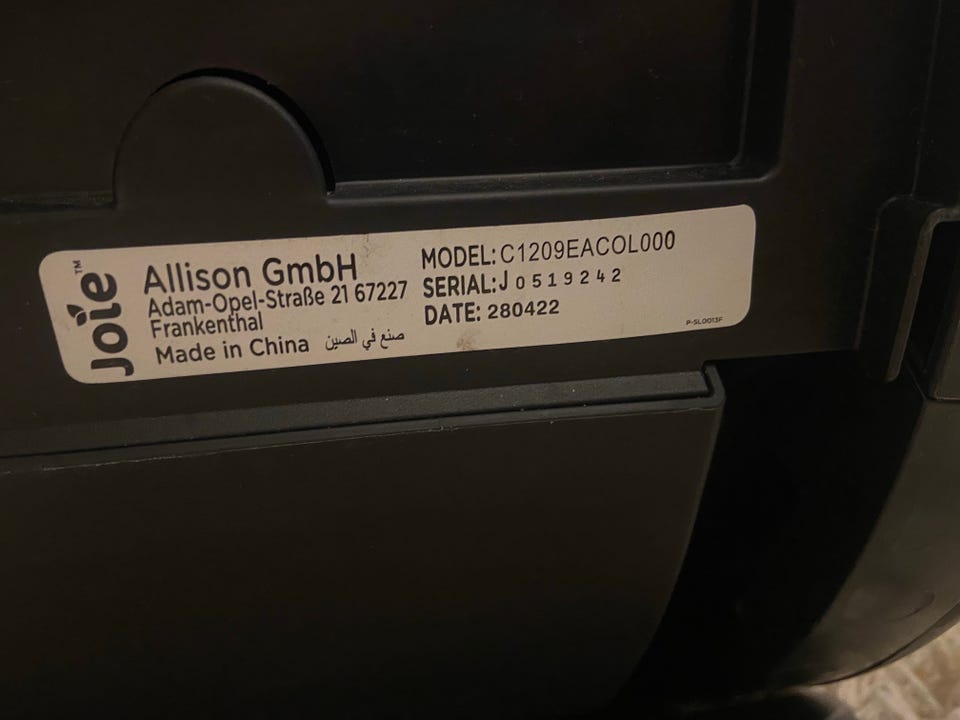 Joie™
Allison GmbH
Adam-Opel-Straße 21 67227
Frankenthal
Made in China صنع في الصين
MODEL: C1209EACOL000
SERIAL: J 0519242
DATE: 280422
P-SL0013F